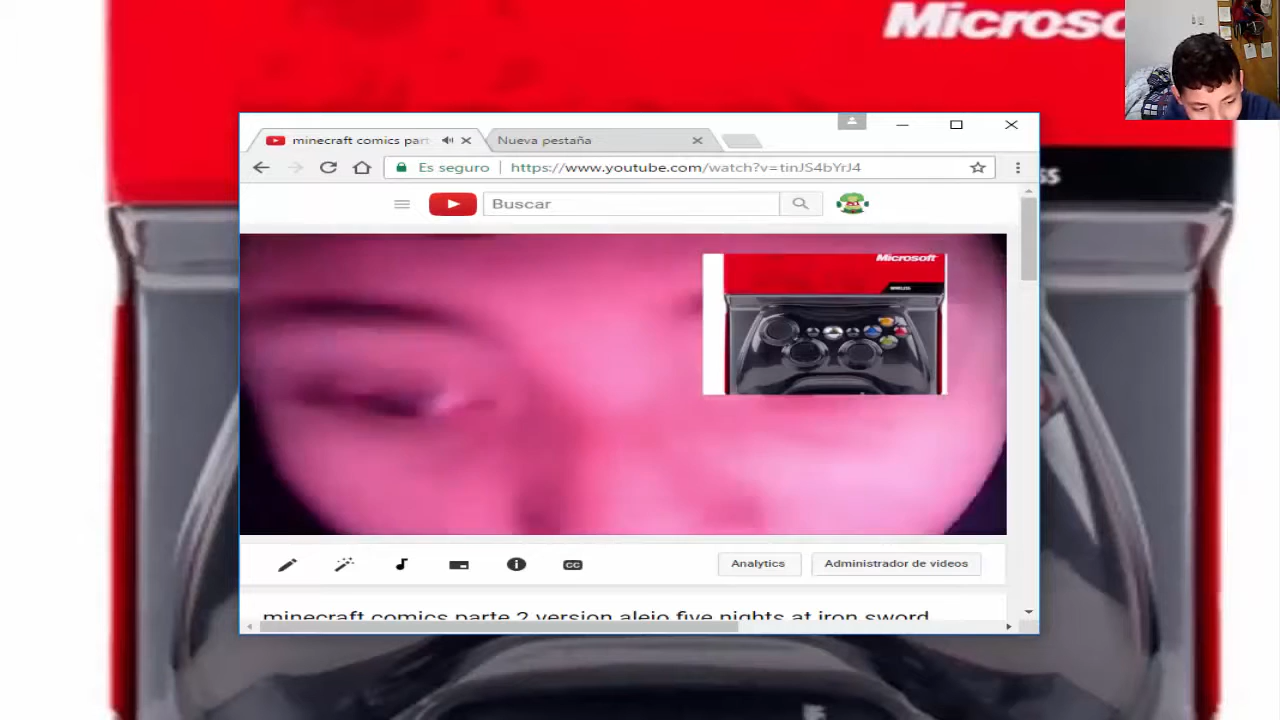 Microso
minecraft comics part
Nueva pestaña
Es seguro
https://www.youtube.com/watch?v=tinJS4bYrJ4
Buscar
Microsoft
WIRELESS
Analytics
Administrador de videos
minecraft comics parte 2 version alejo five nights at iron sword